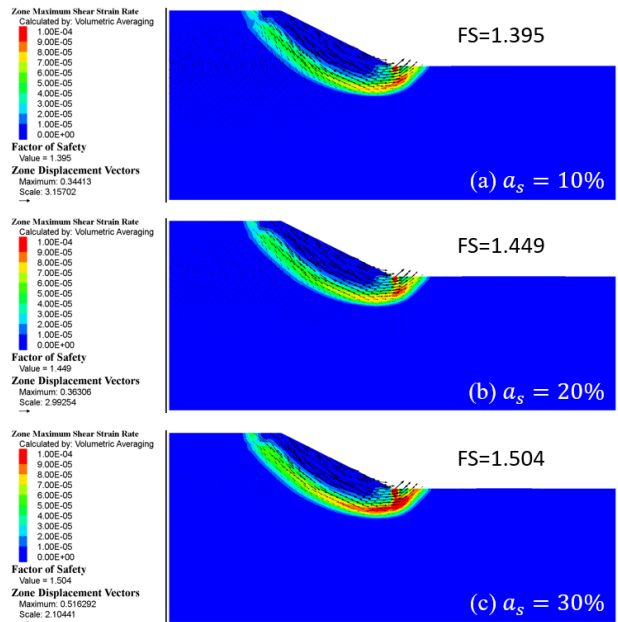 Zone Maximum Shear Strain Rate
Calculated by: Volumetric Averaging
1.00E-04
9.00E-05
8.00E-05
7.00E-05
6.00E-05
5.00E-05
4.00E-05
3.00E-05
2.00E-05
1.00E-05
0.00E+00
Factor of Safety
Value = 1.395
Zone Displacement Vectors
Maximum: 0.34413
Scale: 3.15702
FS=1.395
(a) aₛ = 10%
Zone Maximum Shear Strain Rate
Calculated by: Volumetric Averaging
1.00E-04
9.00E-05
8.00E-05
7.00E-05
6.00E-05
5.00E-05
4.00E-05
3.00E-05
2.00E-05
1.00E-05
0.00E+00
Factor of Safety
Value = 1.449
Zone Displacement Vectors
Maximum: 0.36306
Scale: 2.99254
FS=1.449
(b) aₛ = 20%
Zone Maximum Shear Strain Rate
Calculated by: Volumetric Averaging
1.00E-04
9.00E-05
8.00E-05
7.00E-05
6.00E-05
5.00E-05
4.00E-05
3.00E-05
2.00E-05
1.00E-05
0.00E+00
Factor of Safety
Value = 1.504
Zone Displacement Vectors
Maximum: 0.516292
Scale: 2.10441
FS=1.504
(c) aₛ = 30%